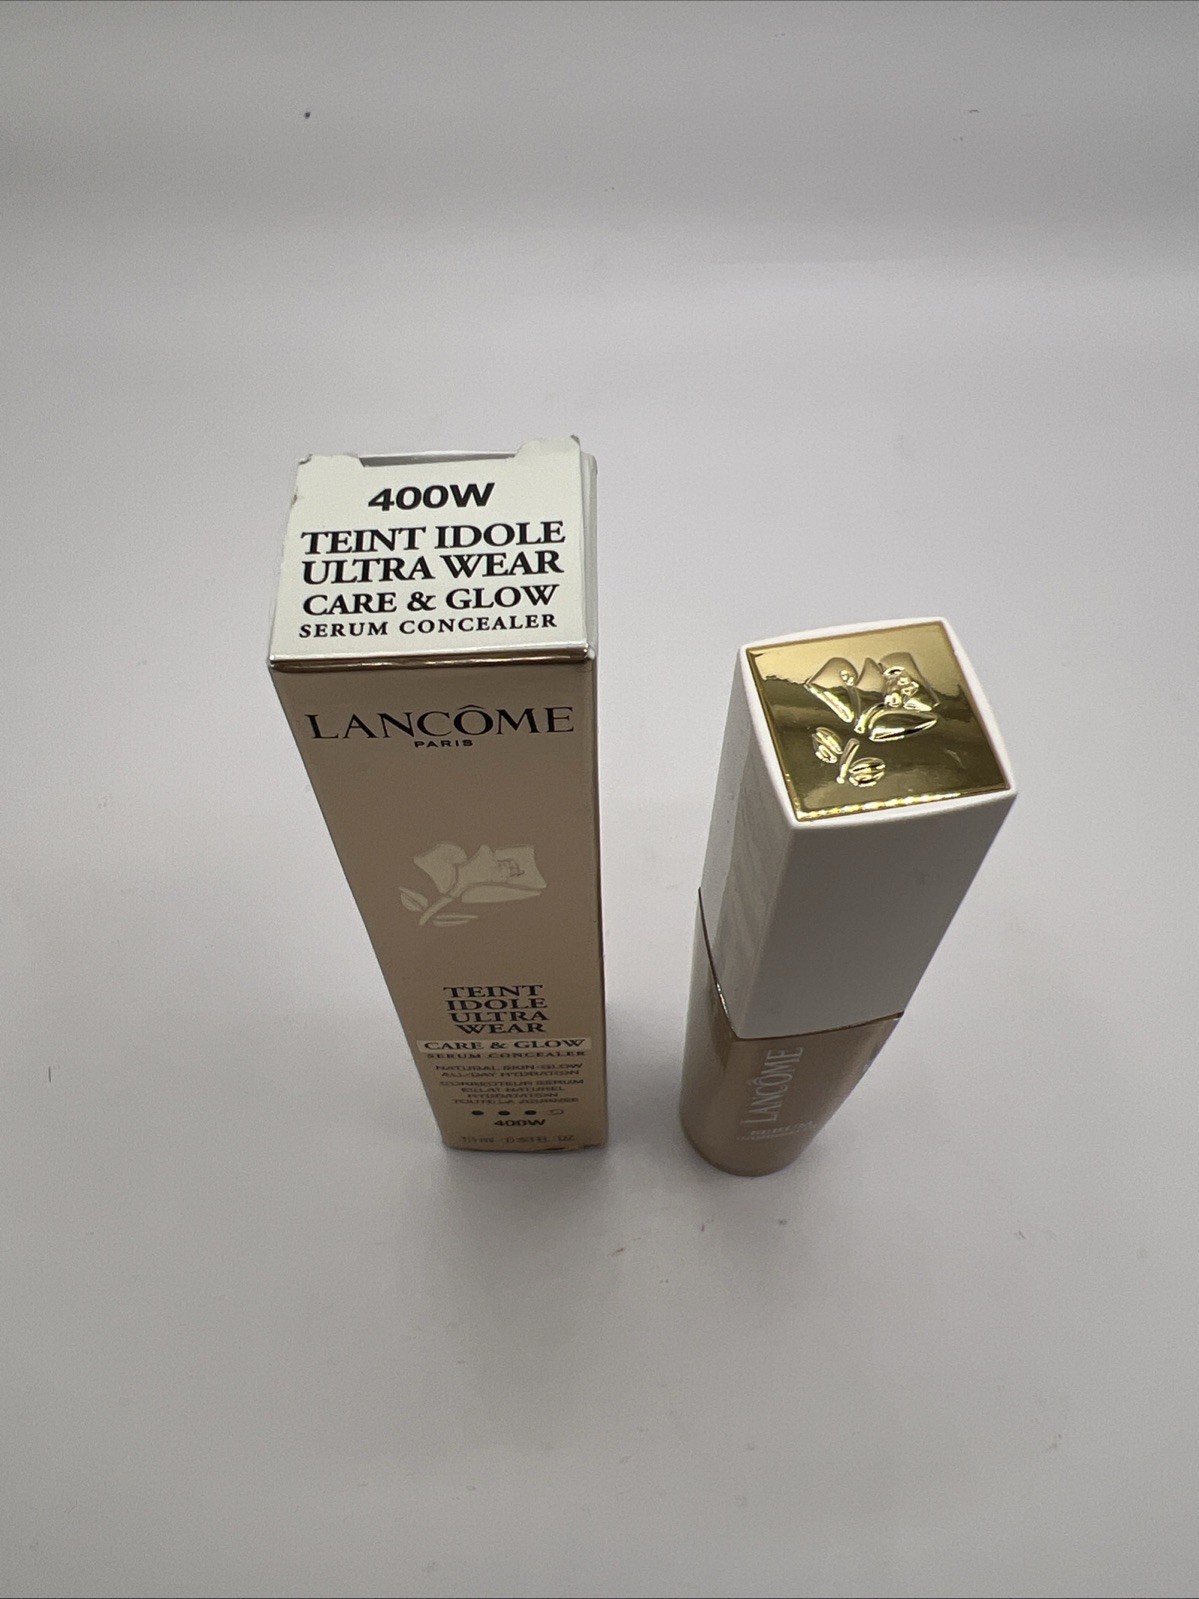 400W
TEINT IDOLE
ULTRA WEAR
CARE & GLOW
SERUM CONCEALER
LANCÔME
PARIS
TEINT
IDOLE
ULTRA
WEAR
CARE & GLOW
SERUM CONCEALER
NATURAL SKIN-GLOW
ALL-DAY HYDRATION
CORRECTEUR SÉRUM
ÉCLAT NATUREL
HYDRATATION
TOUTE LA JOURNÉE
400W
LANCÔME